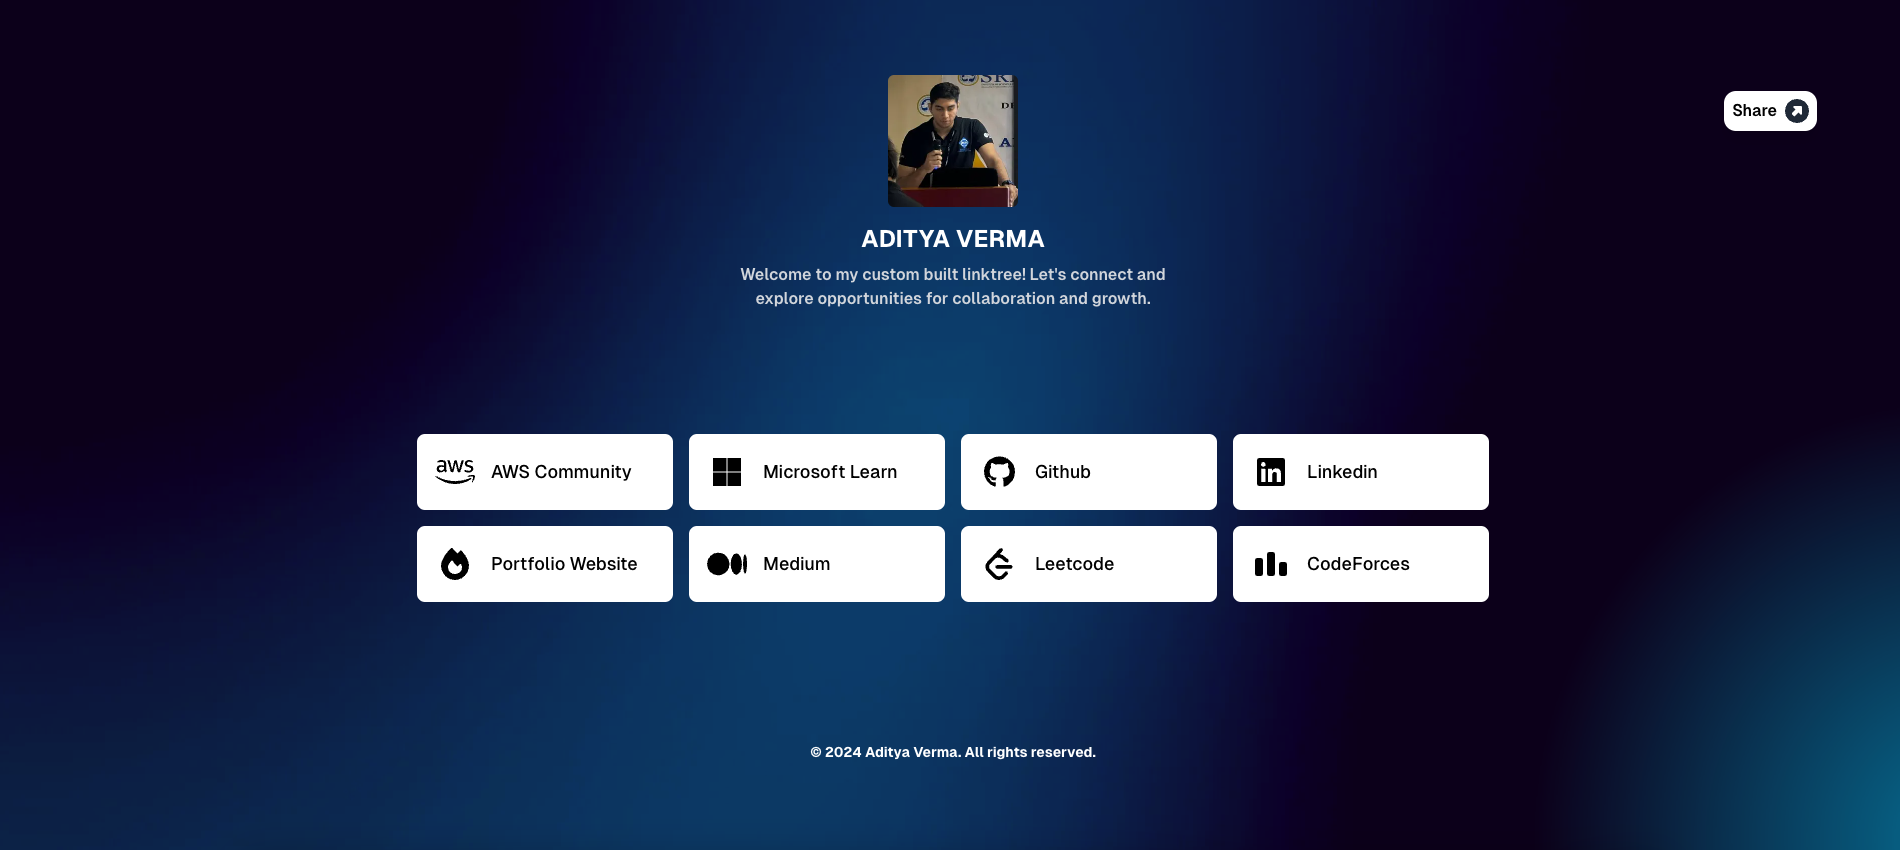 Share
ADITYA VERMA
Welcome to my custom built linktree! Let's connect and
explore opportunities for collaboration and growth.
aws AWS Community
Microsoft Learn
Github
in Linkedin
Portfolio Website
Medium
Leetcode
CodeForces
© 2024 Aditya Verma. All rights reserved.